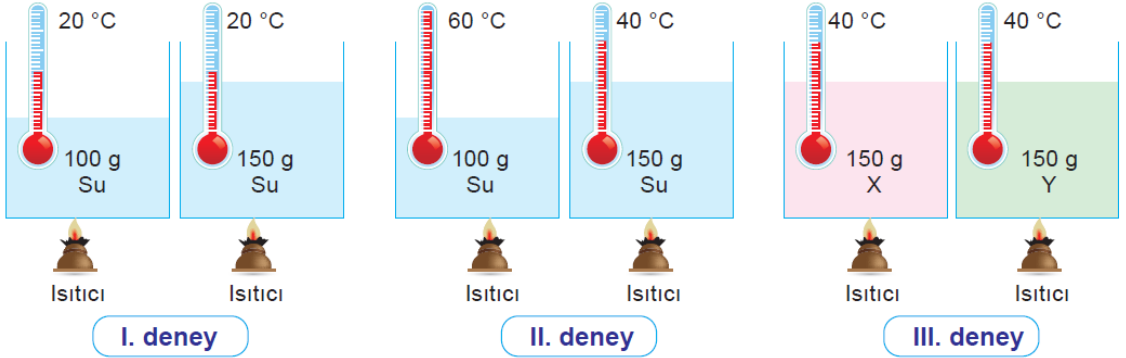 20 °C
20 °C
60 °C
40 °C
40 °C
40 °C
100 g
Su
150 g
Su
100 g
Su
150 g
Su
150 g
X
150 g
Y
Isıtıcı
Isıtıcı
Isıtıcı
Isıtıcı
Isıtıcı
Isıtıcı
I. deney
II. deney
III. deney